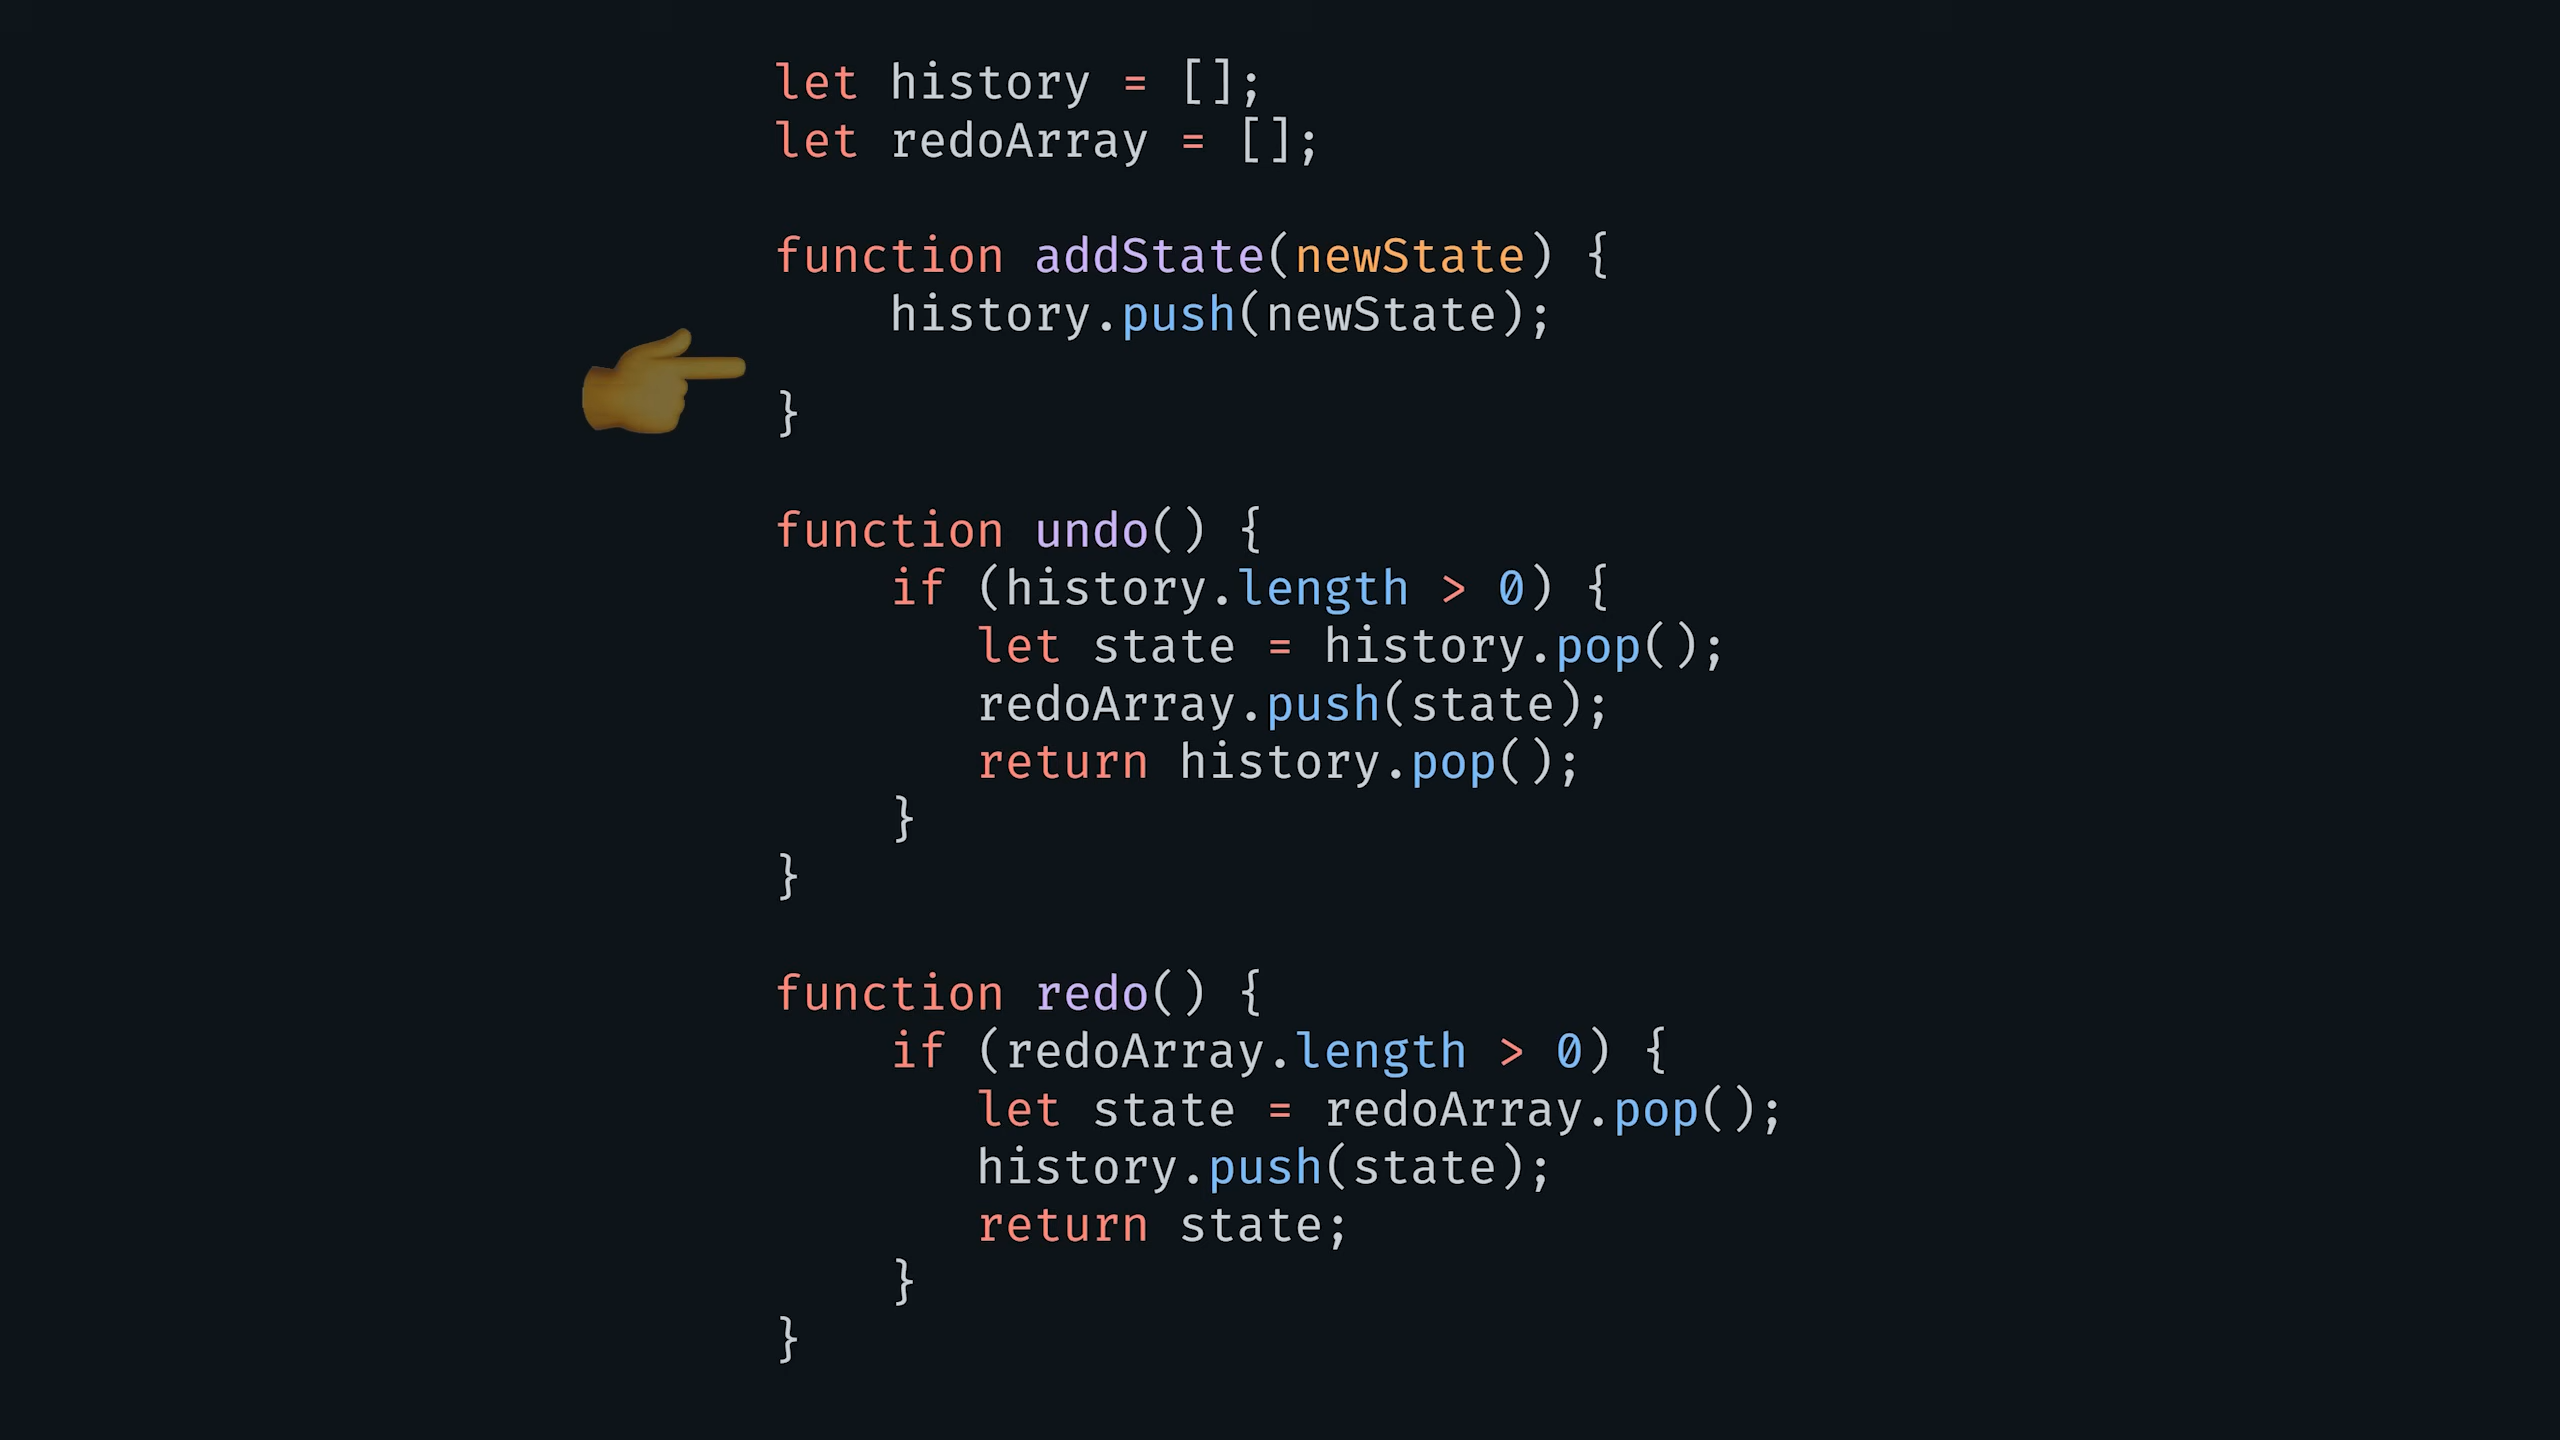 let history = [];
let redoArray = [];
function addState(newState) {
history.push(newState);
}
function undo() {
if (history.length > 0) {
let state = history.pop();
redoArray.push(state);
return history.pop();
}
}
function redo() {
if (redoArray.length > 0) {
let state = redoArray.pop();
history.push(state);
return state;
}
}